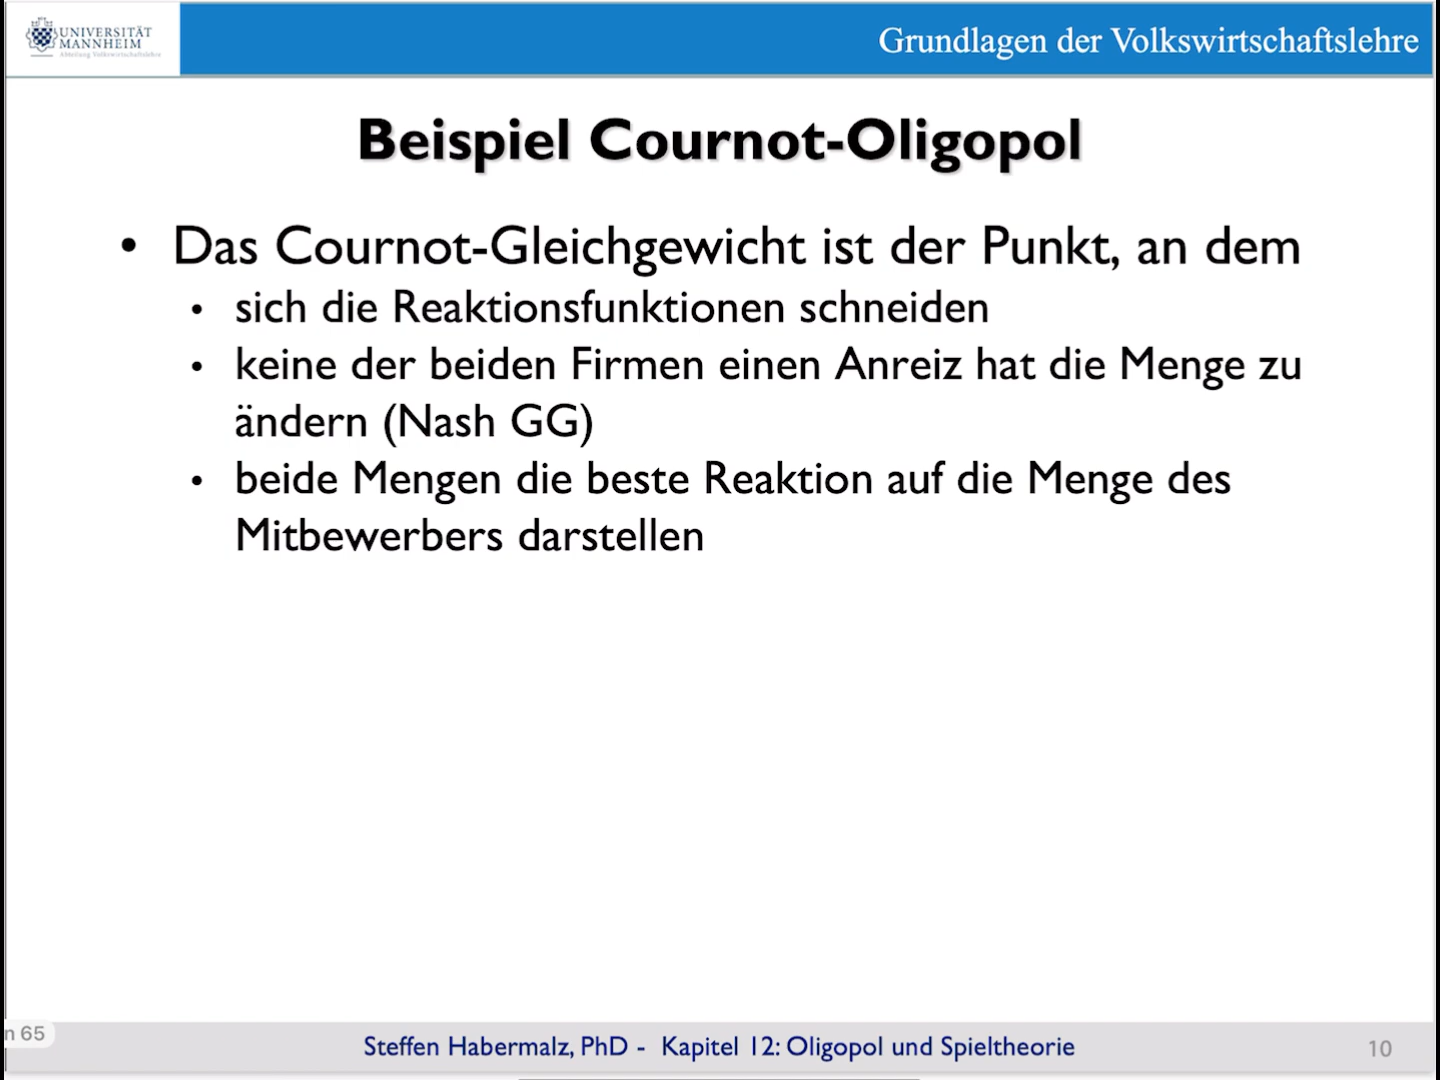 UNIVERSITÄT
MANNHEIM
Abteilung Volkswirtschaftslehre
Grundlagen der Volkswirtschaftslehre
Beispiel Cournot-Oligopol
• Das Cournot-Gleichgewicht ist der Punkt, an dem
• sich die Reaktionsfunktionen schneiden
• keine der beiden Firmen einen Anreiz hat die Menge zu
ändern (Nash GG)
• beide Mengen die beste Reaktion auf die Menge des
Mitbewerbers darstellen
n 65
Steffen Habermalz, PhD - Kapitel 12: Oligopol und Spieltheorie
10